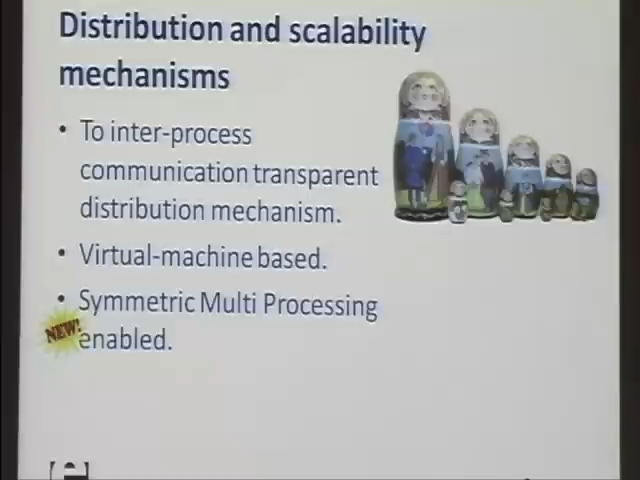 Distribution and scalability
mechanisms
• To inter-process
communication transparent
distribution mechanism.
• Virtual-machine based.
• Symmetric Multi Processing
NEW! enabled.
e